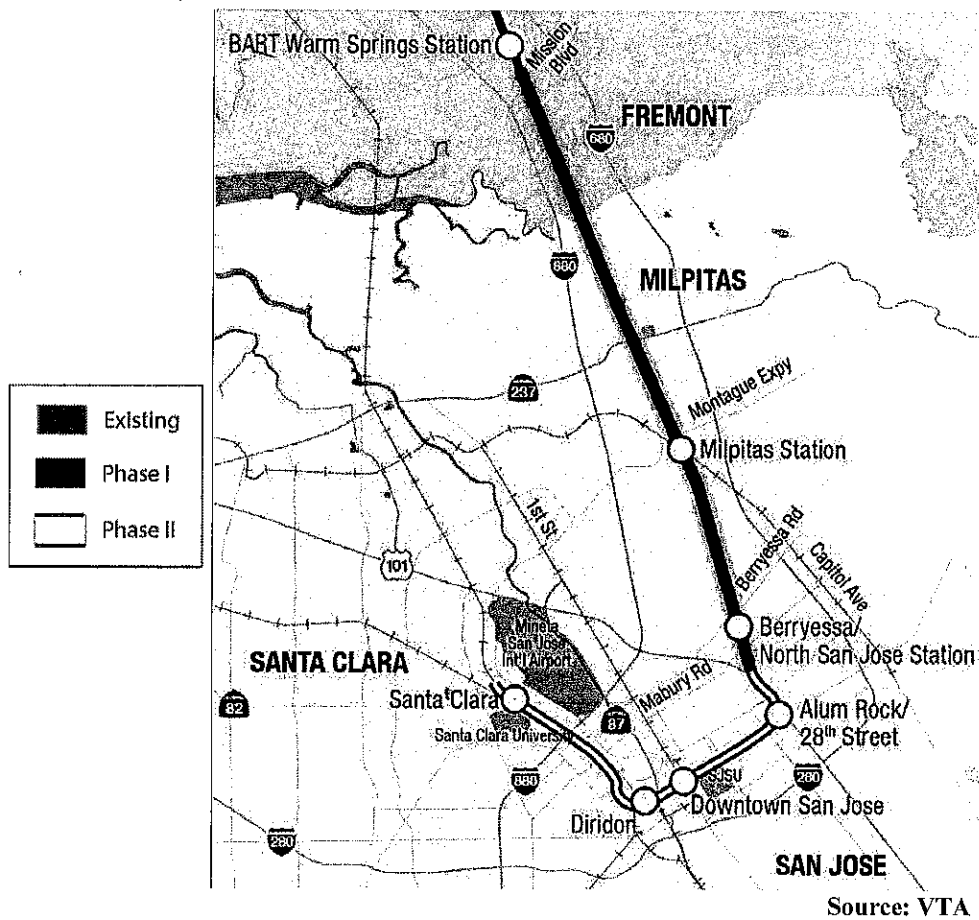 BART Warm Springs Station
Mission
Blvd
FREMONT
680
880
MILPITAS
237
Montague Expy
Existing
Phase I
Phase II
Milpitas Station
1st St
101
Berryessa Rd
Capitol Ave
Mineta
San Jose
Int'l Airport
Berryessa/
North San Jose Station
SANTA CLARA
Mabury Rd
82
Santa Clara
87
Alum Rock/
28th Street
Santa Clara University
880
SJSU
280
Downtown San Jose
Diridon
280
SAN JOSE
Source: VTA